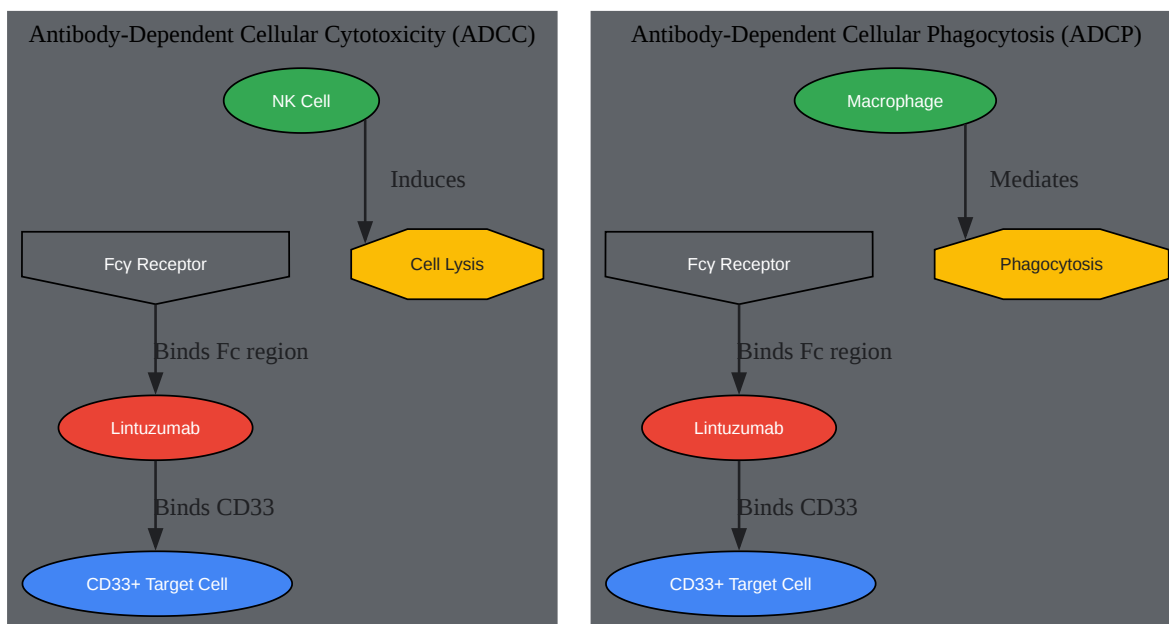 Antibody-Dependent Cellular Cytotoxicity (ADCC)
NK Cell
Induces
Fcγ Receptor
Cell Lysis
Binds Fc region
Lintuzumab
Binds CD33
CD33+ Target Cell
Antibody-Dependent Cellular Phagocytosis (ADCP)
Macrophage
Mediates
Fcγ Receptor
Phagocytosis
Binds Fc region
Lintuzumab
Binds CD33
CD33+ Target Cell